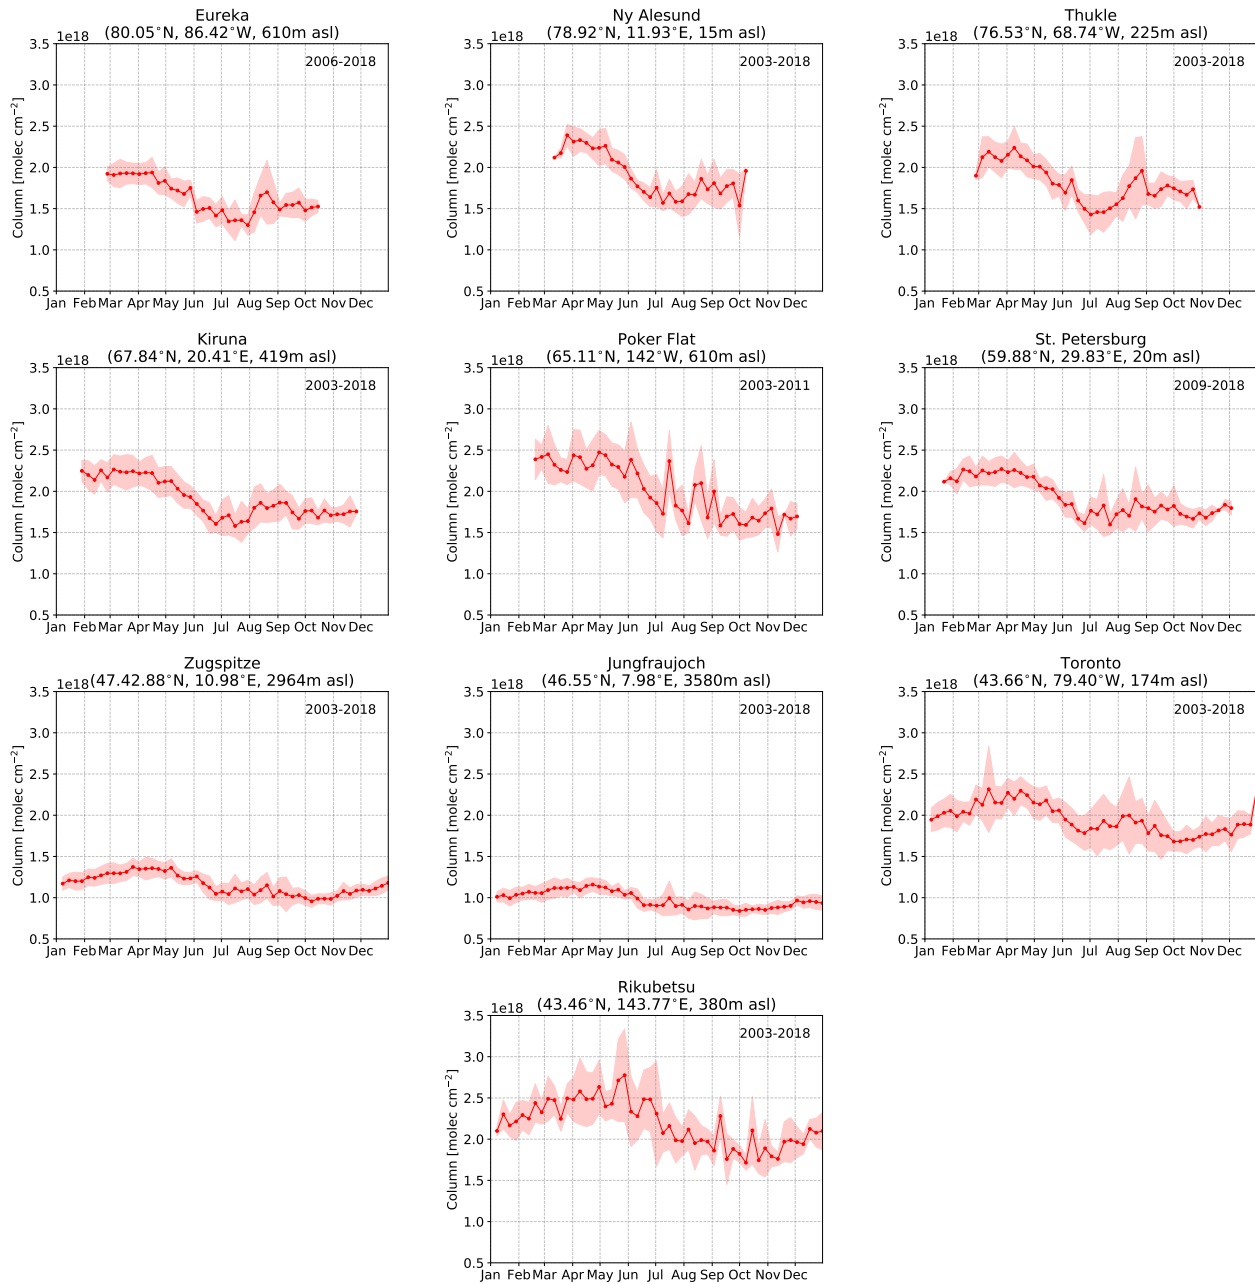 Eureka
(80.05°N, 86.42°W, 610m asl)
1e18
2006-2018
Column [molec cm⁻²]
3.5
3.0
2.5
2.0
1.5
1.0
0.5
Jan Feb Mar Apr May Jun Jul Aug Sep Oct Nov Dec
Ny Alesund
(78.92°N, 11.93°E, 15m asl)
1e18
2003-2018
Column [molec cm⁻²]
3.5
3.0
2.5
2.0
1.5
1.0
0.5
Jan Feb Mar Apr May Jun Jul Aug Sep Oct Nov Dec
Thukle
(76.53°N, 68.74°W, 225m asl)
1e18
2003-2018
Column [molec cm⁻²]
3.5
3.0
2.5
2.0
1.5
1.0
0.5
Jan Feb Mar Apr May Jun Jul Aug Sep Oct Nov Dec
Kiruna
(67.84°N, 20.41°E, 419m asl)
1e18
2003-2018
Column [molec cm⁻²]
3.5
3.0
2.5
2.0
1.5
1.0
0.5
Jan Feb Mar Apr May Jun Jul Aug Sep Oct Nov Dec
Poker Flat
(65.11°N, 142°W, 610m asl)
1e18
2003-2011
Column [molec cm⁻²]
3.5
3.0
2.5
2.0
1.5
1.0
0.5
Jan Feb Mar Apr May Jun Jul Aug Sep Oct Nov Dec
St. Petersburg
(59.88°N, 29.83°E, 20m asl)
1e18
2009-2018
Column [molec cm⁻²]
3.5
3.0
2.5
2.0
1.5
1.0
0.5
Jan Feb Mar Apr May Jun Jul Aug Sep Oct Nov Dec
Zugspitze
1e18(47.42.88°N, 10.98°E, 2964m asl)
2003-2018
Column [molec cm⁻²]
3.5
3.0
2.5
2.0
1.5
1.0
0.5
Jan Feb Mar Apr May Jun Jul Aug Sep Oct Nov Dec
Jungfraujoch
(46.55°N, 7.98°E, 3580m asl)
1e18
2003-2018
Column [molec cm⁻²]
3.5
3.0
2.5
2.0
1.5
1.0
0.5
Jan Feb Mar Apr May Jun Jul Aug Sep Oct Nov Dec
Toronto
(43.66°N, 79.40°W, 174m asl)
1e18
2003-2018
Column [molec cm⁻²]
3.5
3.0
2.5
2.0
1.5
1.0
0.5
Jan Feb Mar Apr May Jun Jul Aug Sep Oct Nov Dec
Rikubetsu
(43.46°N, 143.77°E, 380m asl)
1e18
2003-2018
Column [molec cm⁻²]
3.5
3.0
2.5
2.0
1.5
1.0
0.5
Jan Feb Mar Apr May Jun Jul Aug Sep Oct Nov Dec